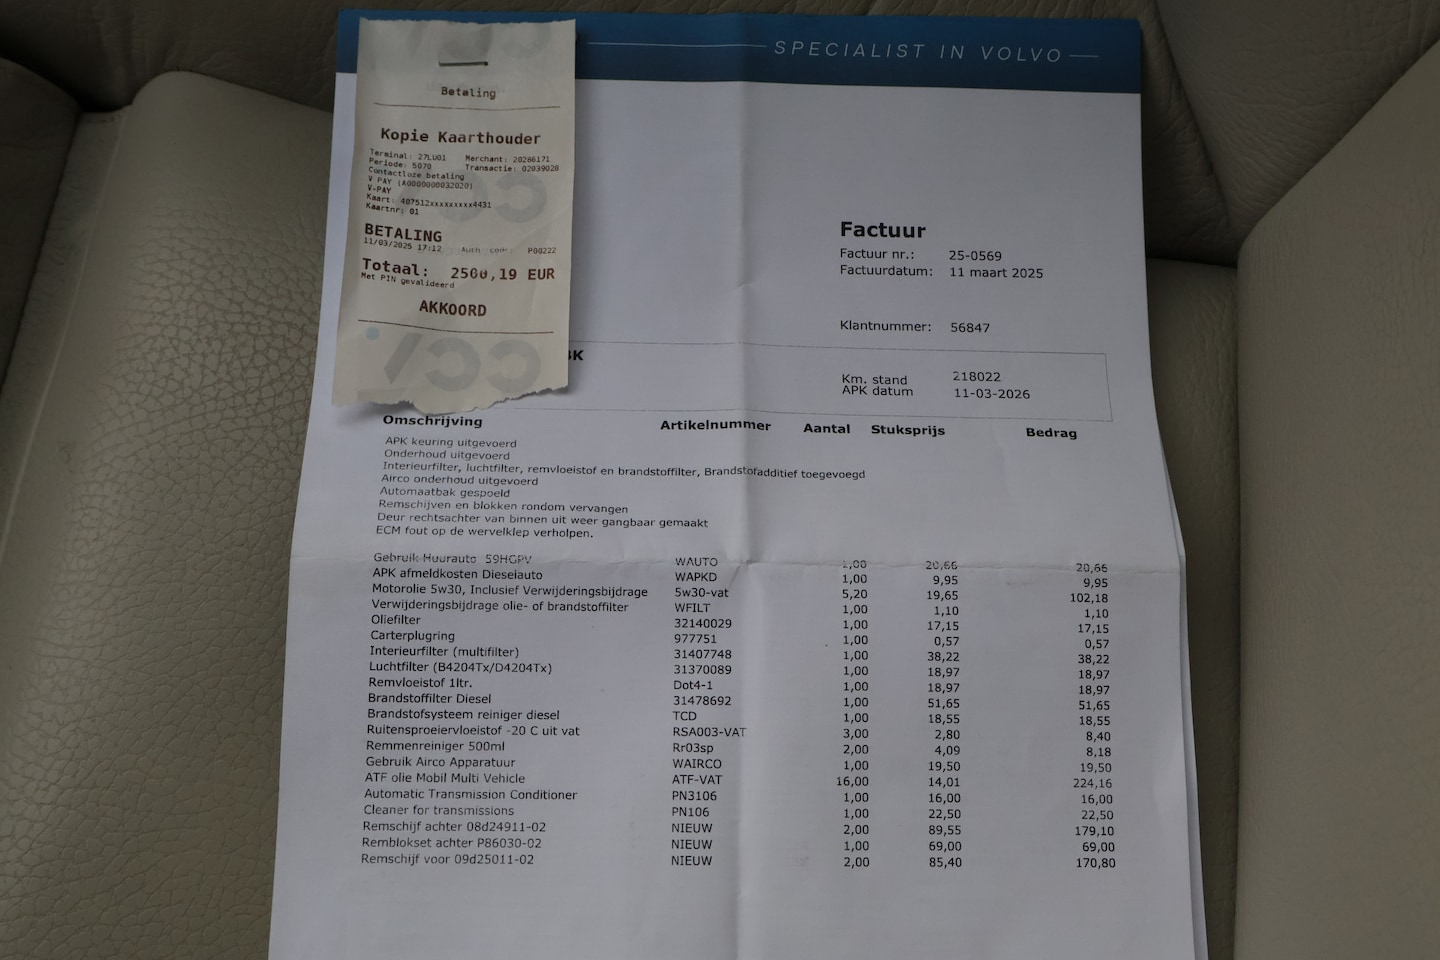 SPECIALIST IN VOLVO
Betaling
Kopie Kaarthouder
Terminal: 27LU01 Merchant: 20286171
Periode: 5070 Transactie: 02039020
Contactloze betaling
V PAY (A0000000032020)
V-PAY
Kaart: 407512xxxxxxxxx4431
Kaartnr: 01
BETALING
11/03/2025 17:12 Auth. code: P00222
Totaal: 2500,19 EUR
Met PIN gevalideerd
AKKOORD
CCV
Factuur
Factuur nr.: 25-0569
Factuurdatum: 11 maart 2025
Klantnummer: 56847
BK
Km. stand 218022
APK datum 11-03-2026
Omschrijving Artikelnummer Aantal Stuksprijs Bedrag
APK keuring uitgevoerd
Onderhoud uitgevoerd
Interieurfilter, luchtfilter, remvloeistof en brandstoffilter, Brandstofadditief toegevoegd
Airco onderhoud uitgevoerd
Automaatbak gespoeld
Remschijven en blokken rondom vervangen
Deur rechtsachter van binnen uit weer gangbaar gemaakt
ECM fout op de wervelklep verholpen.
Gebruik Huurauto 59HGPV WAUTO 1,00 20,66 20,66
APK afmeldkosten Dieselauto WAPKD 1,00 9,95 9,95
Motorolie 5w30, Inclusief Verwijderingsbijdrage 5w30-vat 5,20 19,65 102,18
Verwijderingsbijdrage olie- of brandstoffilter WFILT 1,00 1,10 1,10
Oliefilter 32140029 1,00 17,15 17,15
Carterplugring 977751 1,00 0,57 0,57
Interieurfilter (multifilter) 31407748 1,00 38,22 38,22
Luchtfilter (B4204Tx/D4204Tx) 31370089 1,00 18,97 18,97
Remvloeistof 1ltr. Dot4-1 1,00 18,97 18,97
Brandstoffilter Diesel 31478692 1,00 51,65 51,65
Brandstofsysteem reiniger diesel TCD 1,00 18,55 18,55
Ruitensproeiervloeistof -20 C uit vat RSA003-VAT 3,00 2,80 8,40
Remmenreiniger 500ml Rr03sp 2,00 4,09 8,18
Gebruik Airco Apparatuur WAIRCO 1,00 19,50 19,50
ATF olie Mobil Multi Vehicle ATF-VAT 16,00 14,01 224,16
Automatic Transmission Conditioner PN3106 1,00 16,00 16,00
Cleaner for transmissions PN106 1,00 22,50 22,50
Remschijf achter 08d24911-02 NIEUW 2,00 89,55 179,10
Remblokset achter P86030-02 NIEUW 1,00 69,00 69,00
Remschijf voor 09d25011-02 NIEUW 2,00 85,40 170,80